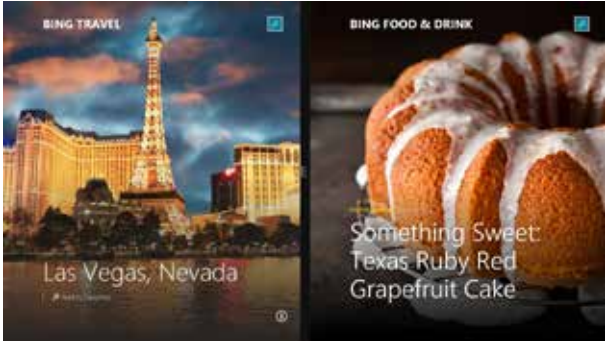 BING TRAVEL
Las Vegas, Nevada
BING FOOD & DRINK
Something Sweet:
Texas Ruby Red
Grapefruit Cake